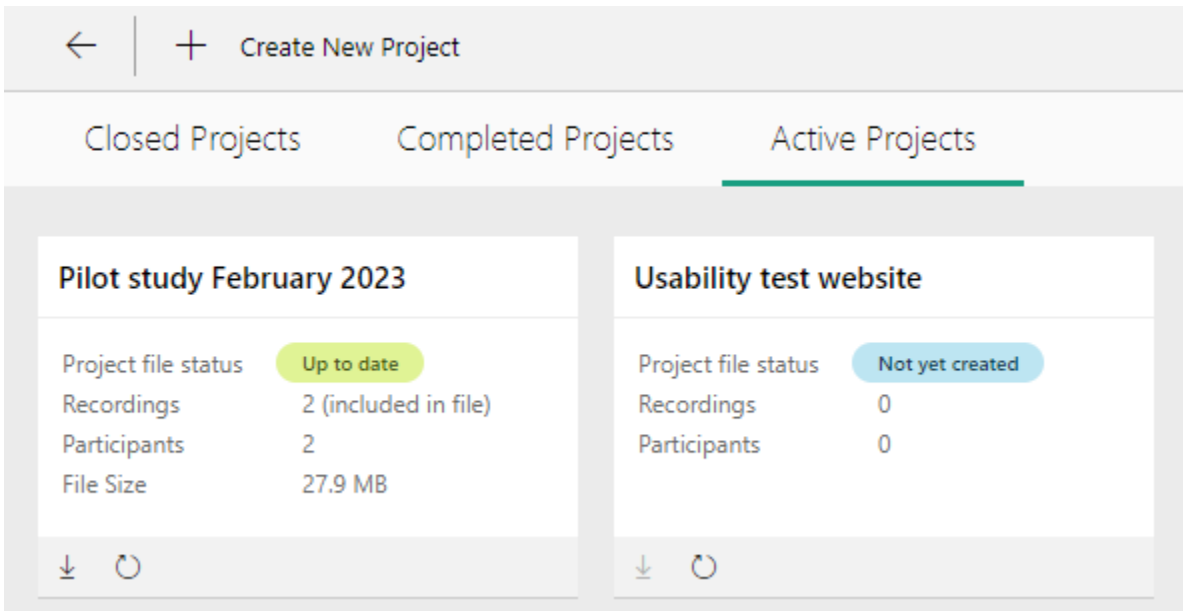 Create New Project
Closed Projects Completed Projects Active Projects
Pilot study February 2023
Project file status Up to date
Recordings 2 (included in file)
Participants 2
File Size 27.9 MB
Usability test website
Project file status Not yet created
Recordings 0
Participants 0